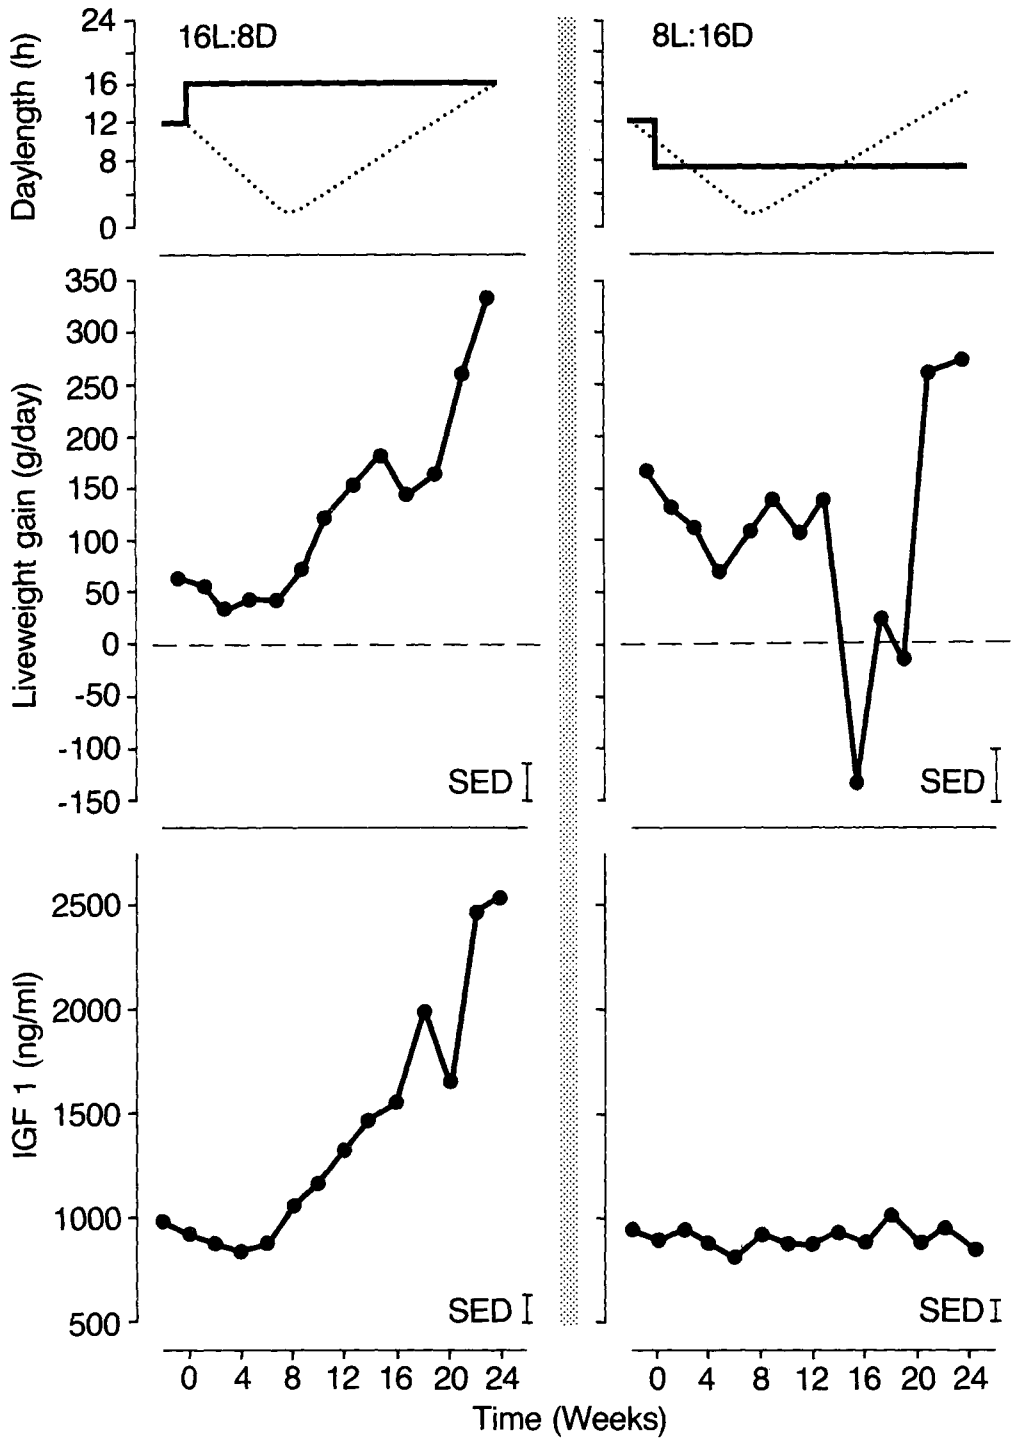 16L:8D
8L:16D
Daylength (h)
24
16
12
8
0
Liveweight gain (g/day)
350
300
250
200
150
100
50
0
-50
-100
-150
SED
SED
IGF 1 (ng/ml)
2500
2000
1500
1000
500
SED
SED
0 4 8 12 16 20 24
0 4 8 12 16 20 24
Time (Weeks)